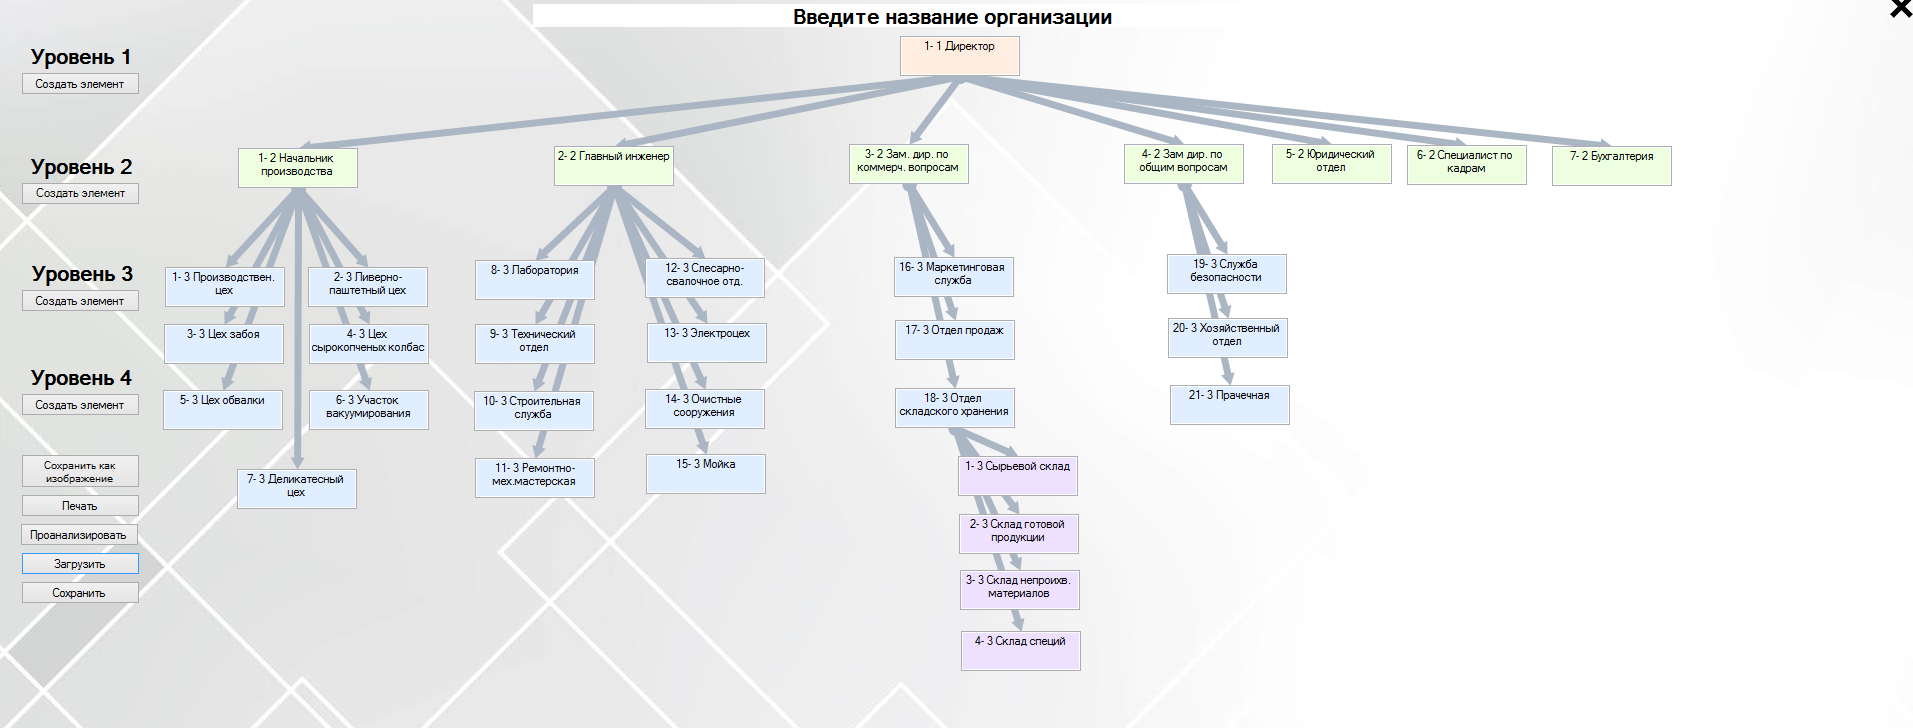 Введите название организации
Уровень 1
Создать элемент
1- 1 Директор
Уровень 2
Создать элемент
1- 2 Начальник
производства
2- 2 Главный инженер
3- 2 Зам. дир. по
коммерч. вопросам
4- 2 Зам дир. по
общим вопросам
5- 2 Юридический
отдел
6- 2 Специалист по
кадрам
7- 2 Бухгалтерия
Уровень 3
Создать элемент
1- 3 Производствен.
цех
2- 3 Пиверно-
паштетный цех
3- 3 Цех забоя
4- 3 Цех
сырокопченых колбас
5- 3 Цех обвалки
6- 3 Участок
вакуумирования
7- 3 Деликатесный
цех
8- 3 Лаборатория
9- 3 Технический
отдел
10- 3 Строительная
служба
11- 3 Ремонтно-
мех.мастерская
12- 3 Слесарно-
свалочное отд.
13- 3 Электроцех
14- 3 Очистные
сооружения
15- 3 Мойка
16- 3 Маркетинговая
служба
17- 3 Отдел продаж
18- 3 Отдел
складского хранения
19- 3 Служба
безопасности
20- 3 Хозяйственный
отдел
21- 3 Прачечная
Уровень 4
Создать элемент
1- 3 Сырьевой склад
2- 3 Склад готовой
продукции
3- 3 Склад непроихв.
материалов
4- 3 Склад специй
Сохранить как
изображение
Печать
Проанализировать
Загрузить
Сохранить